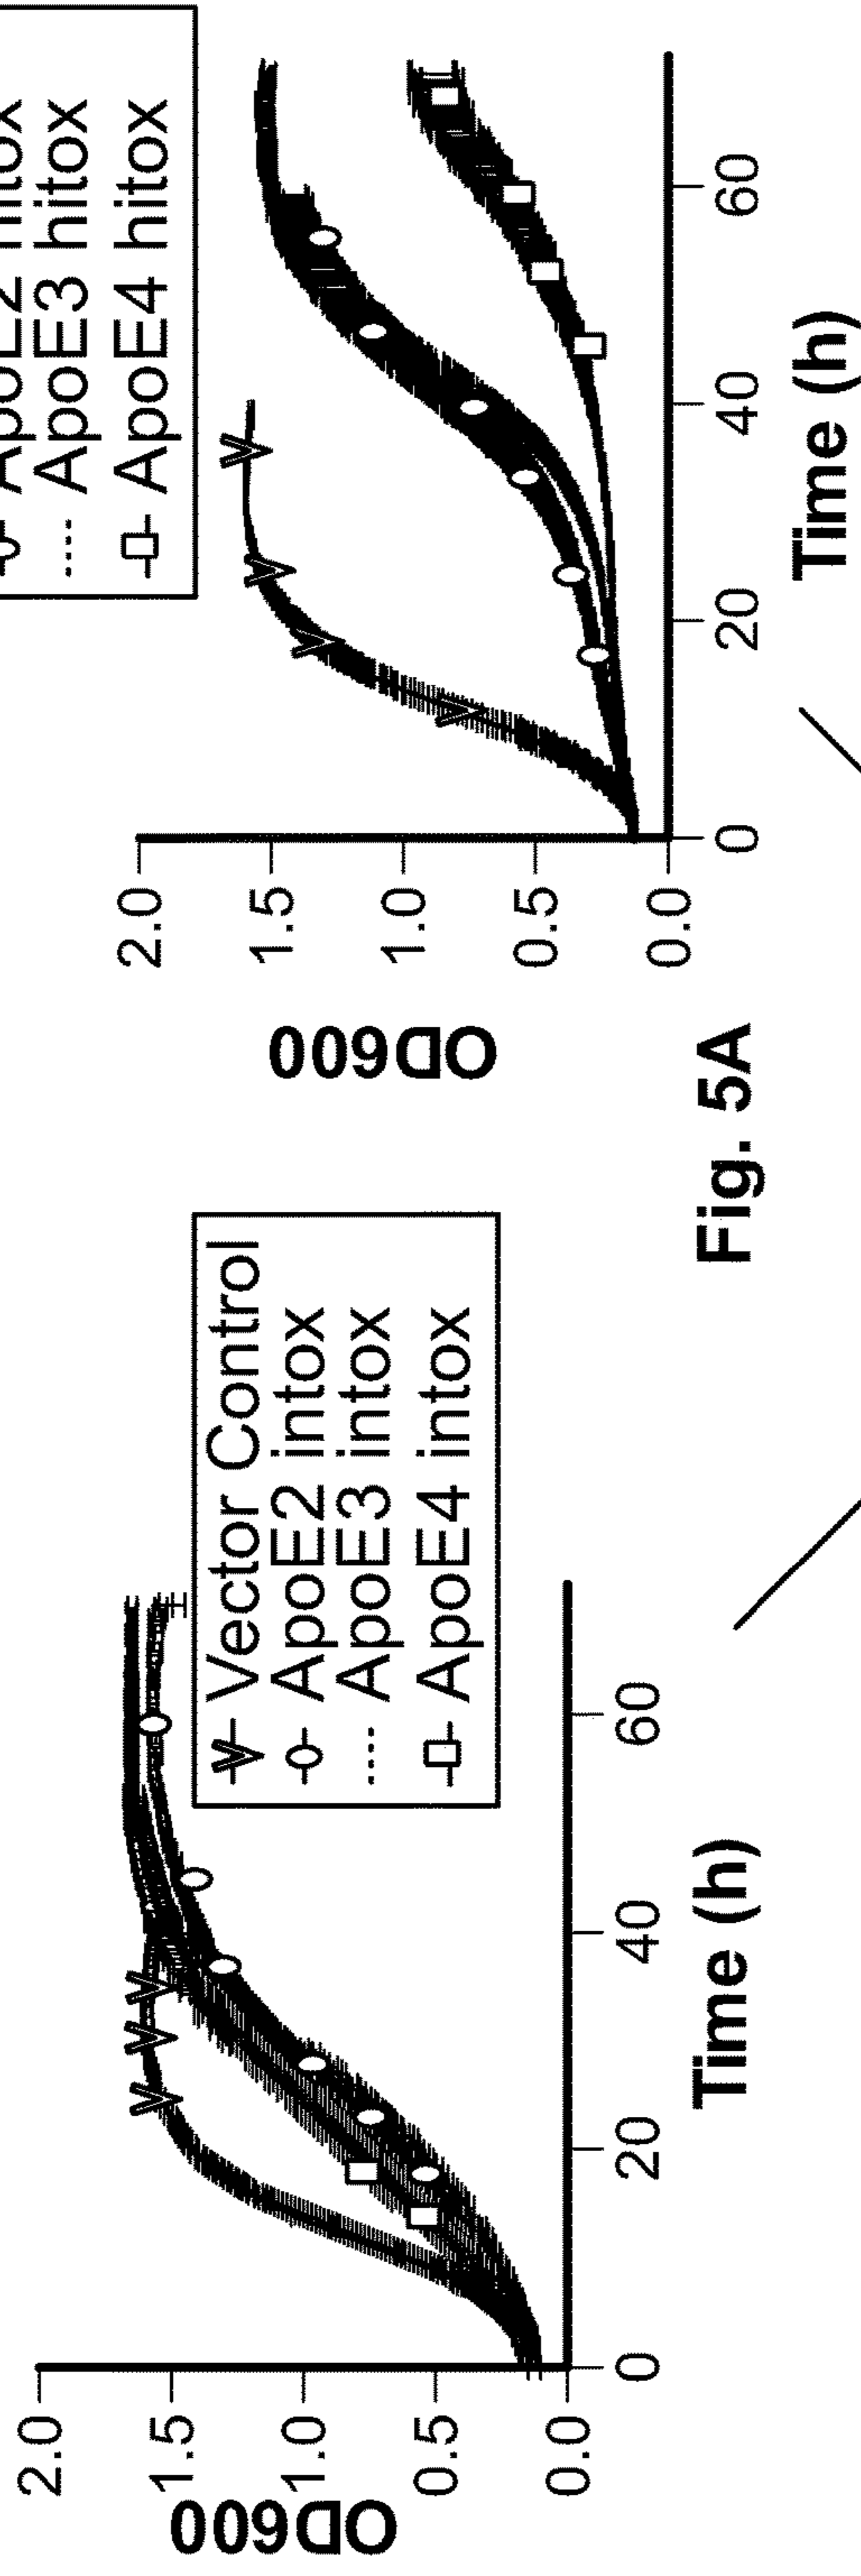 2.0
1.5
1.0
0.5
0.0
OD600
0
20
40
60
Time (h)
Vector Control
ApoE2 intox
ApoE3 intox
ApoE4 intox
Fig. 5A
2.0
1.5
1.0
0.5
0.0
OD600
0
20
40
60
Time (h)
ApoE2 hitox
ApoE3 hitox
ApoE4 hitox